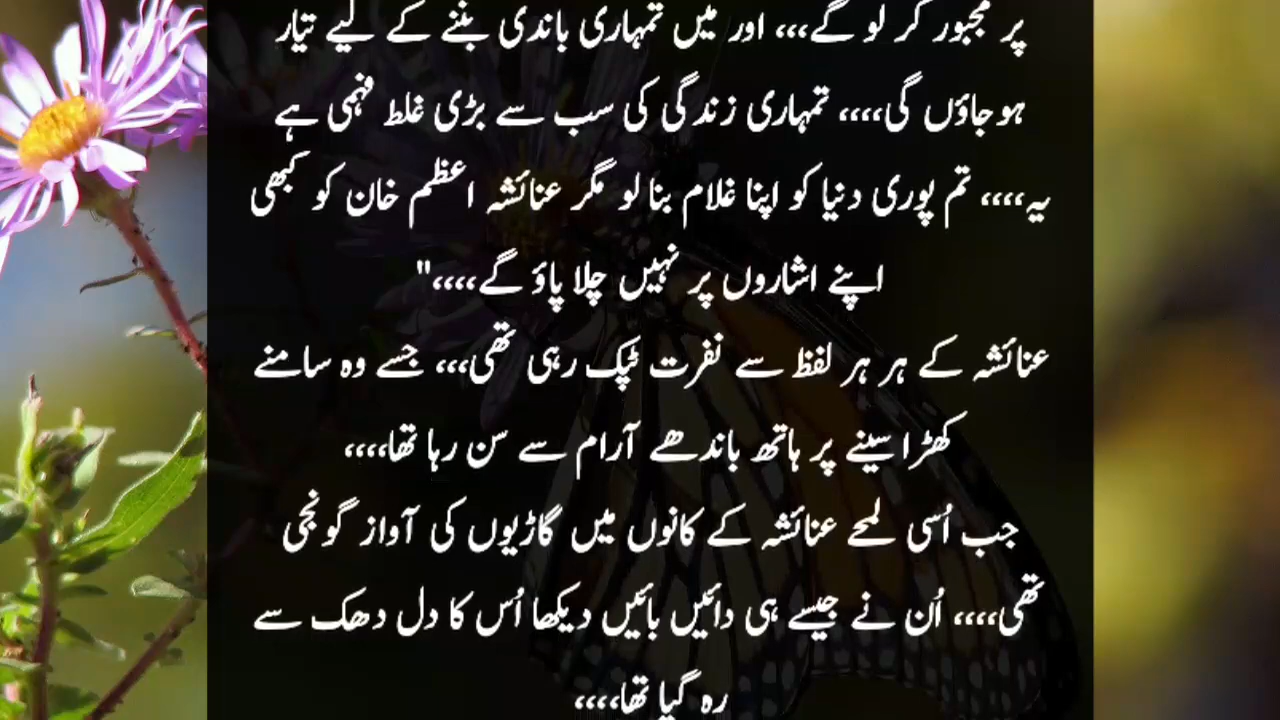 پر مجبور کر لو گے،،،، اور میں تمہاری باندی بننے کے لیے تیار
ہوجاؤں گی،،،، تمہاری زندگی کی سب سے بڑی غلط فہمی ہے
یہ،،،، تم پوری دنیا کو اپنا غلام بنا لو مگر عنائشہ اعظم خان کو کبھی
اپنے اشاروں پر نہیں چلا پاؤ گے،،،،"
عنائشہ کے ہر ہر لفظ سے نفرت ٹپک رہی تھی،،،، جسے وہ سامنے
کھڑا سینے پر ہاتھ باندھے آرام سے سن رہا تھا،،،،
جب اُسی لمحے عنائشہ کے کانوں میں گاڑیوں کی آواز گونجی
تھی،،،، اُن نے جیسے ہی دائیں بائیں دیکھا اُس کا دل دھک سے
رہ گیا تھا،،،،